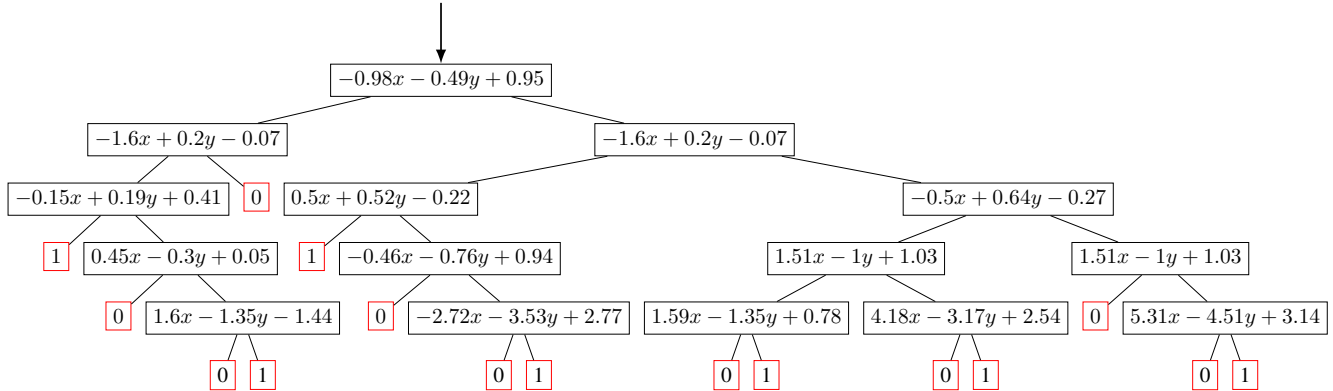 −0.98x − 0.49y + 0.95
−1.6x + 0.2y − 0.07 −1.6x + 0.2y − 0.07
−0.15x + 0.19y + 0.41 0 0.5x + 0.52y − 0.22 −0.5x + 0.64y − 0.27
1 0.45x − 0.3y + 0.05 1 −0.46x − 0.76y + 0.94 1.51x − 1y + 1.03 1.51x − 1y + 1.03
0 1.6x − 1.35y − 1.44 0 −2.72x − 3.53y + 2.77 1.59x − 1.35y + 0.78 4.18x − 3.17y + 2.54 0 5.31x − 4.51y + 3.14
0 1 0 1 0 1 0 1 0 1